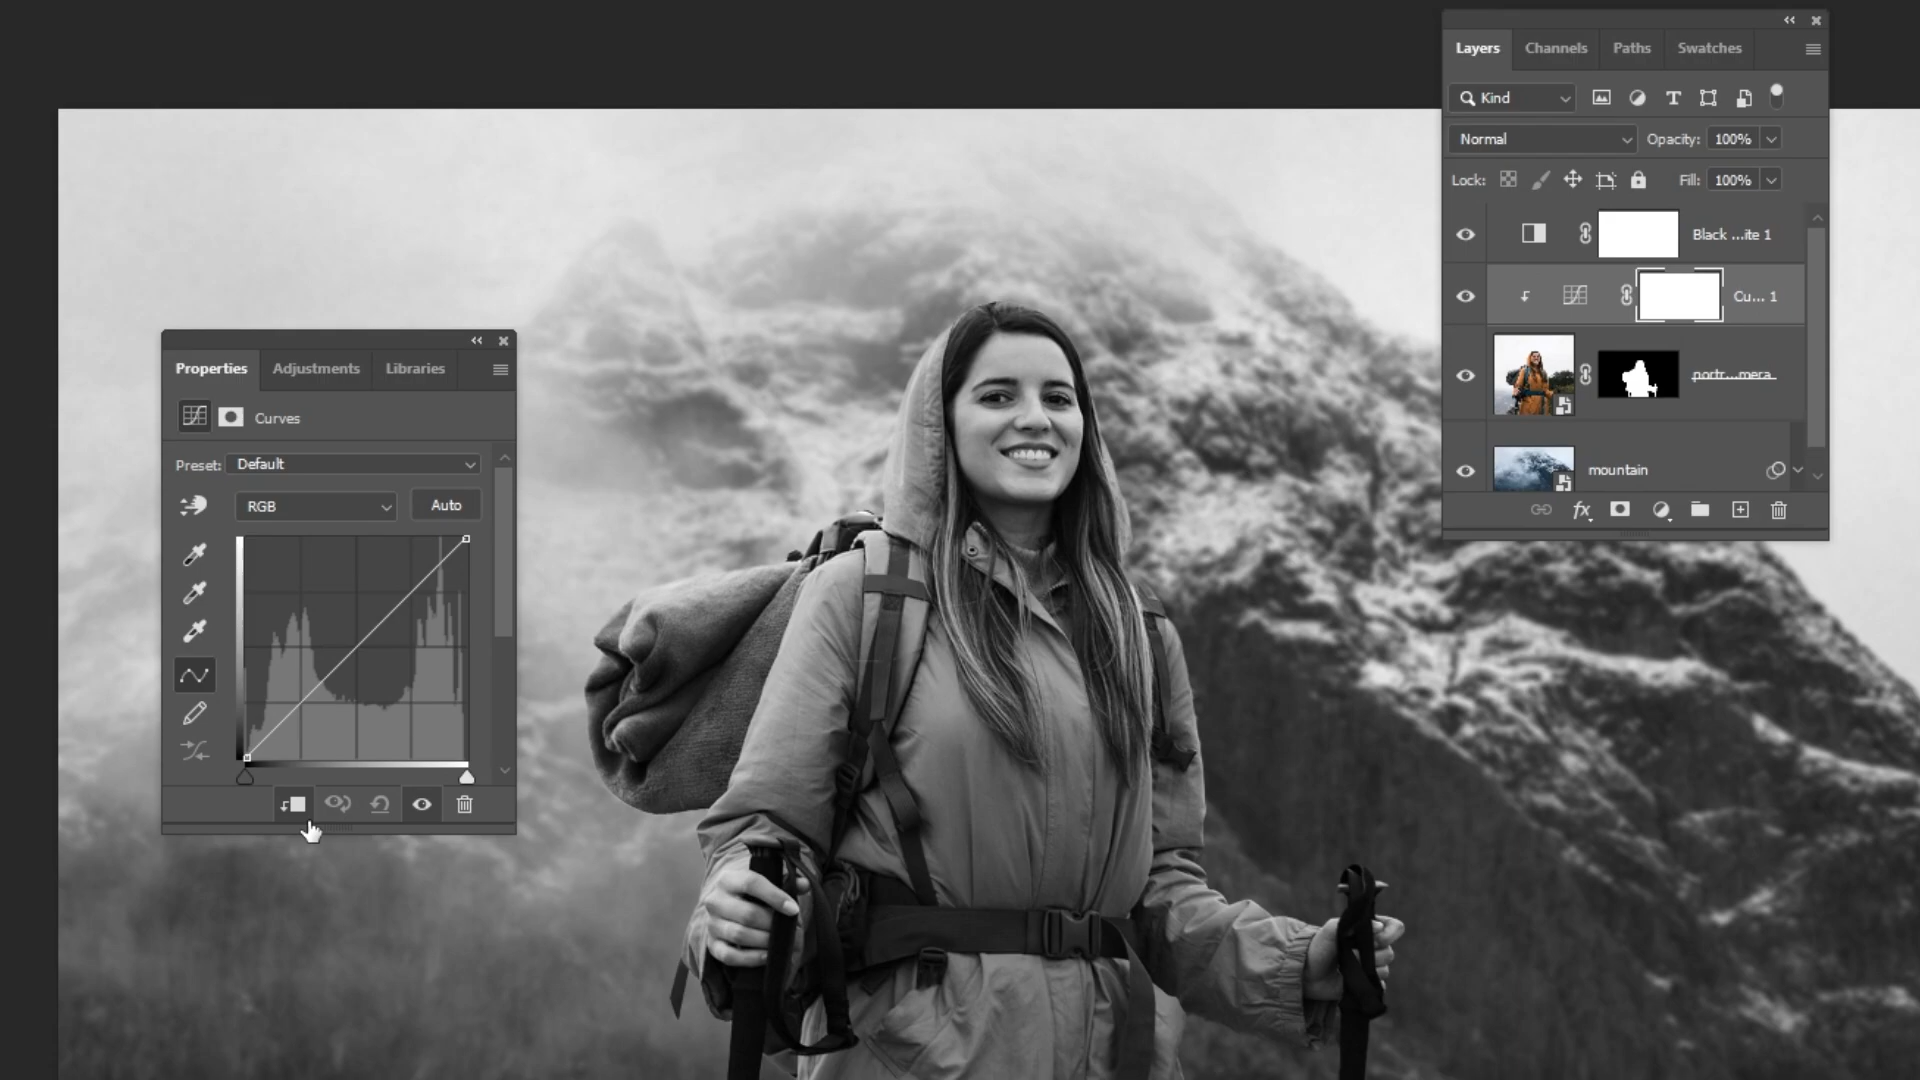 Layers Channels Paths Swatches
Kind
Normal Opacity: 100%
Lock: Fill: 100%
Black ...ite 1
Cu... 1
portr...mera
mountain
fx
Properties Adjustments Libraries
Curves
Preset: Default
RGB Auto